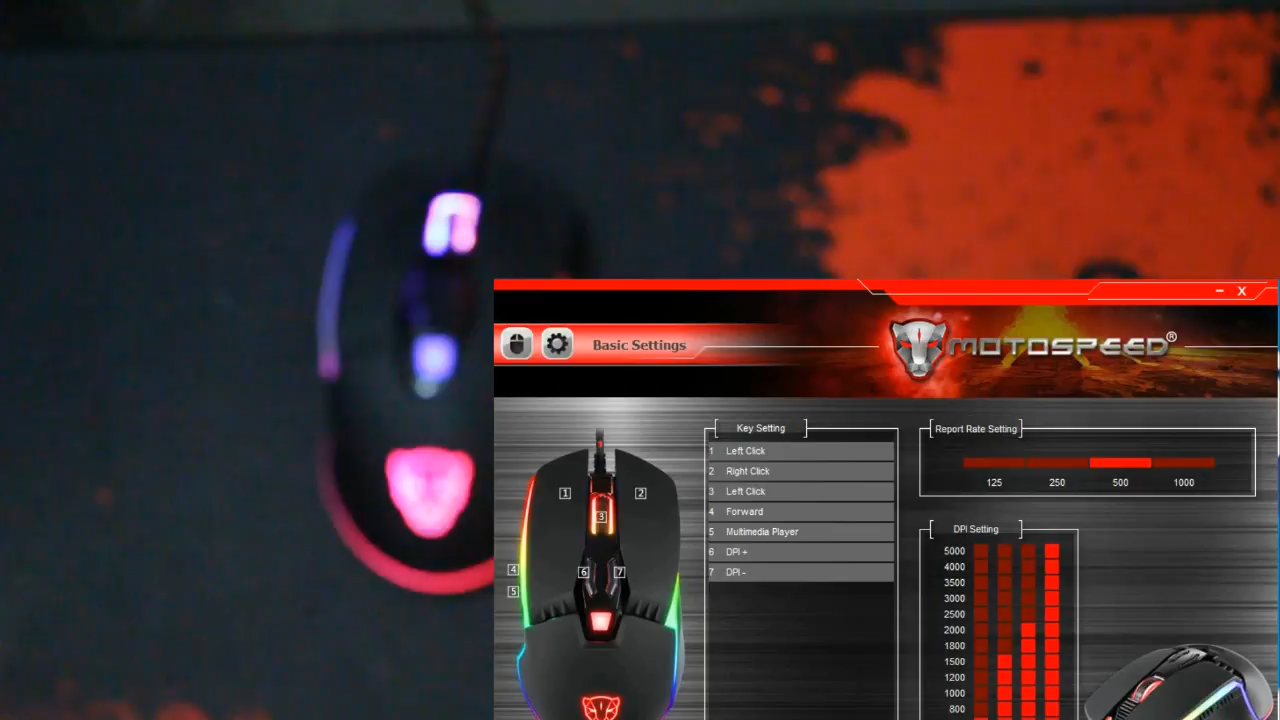 Basic Settings
MOTOSPEED®
Key Setting
1 Left Click
2 Right Click
3 Left Click
4 Forward
5 Multimedia Player
6 DPI +
7 DPI -
1
2
3
4
5
6
7
Report Rate Setting
125 250 500 1000
DPI Setting
5000
4000
3500
3000
2500
2000
1800
1500
1200
1000
800